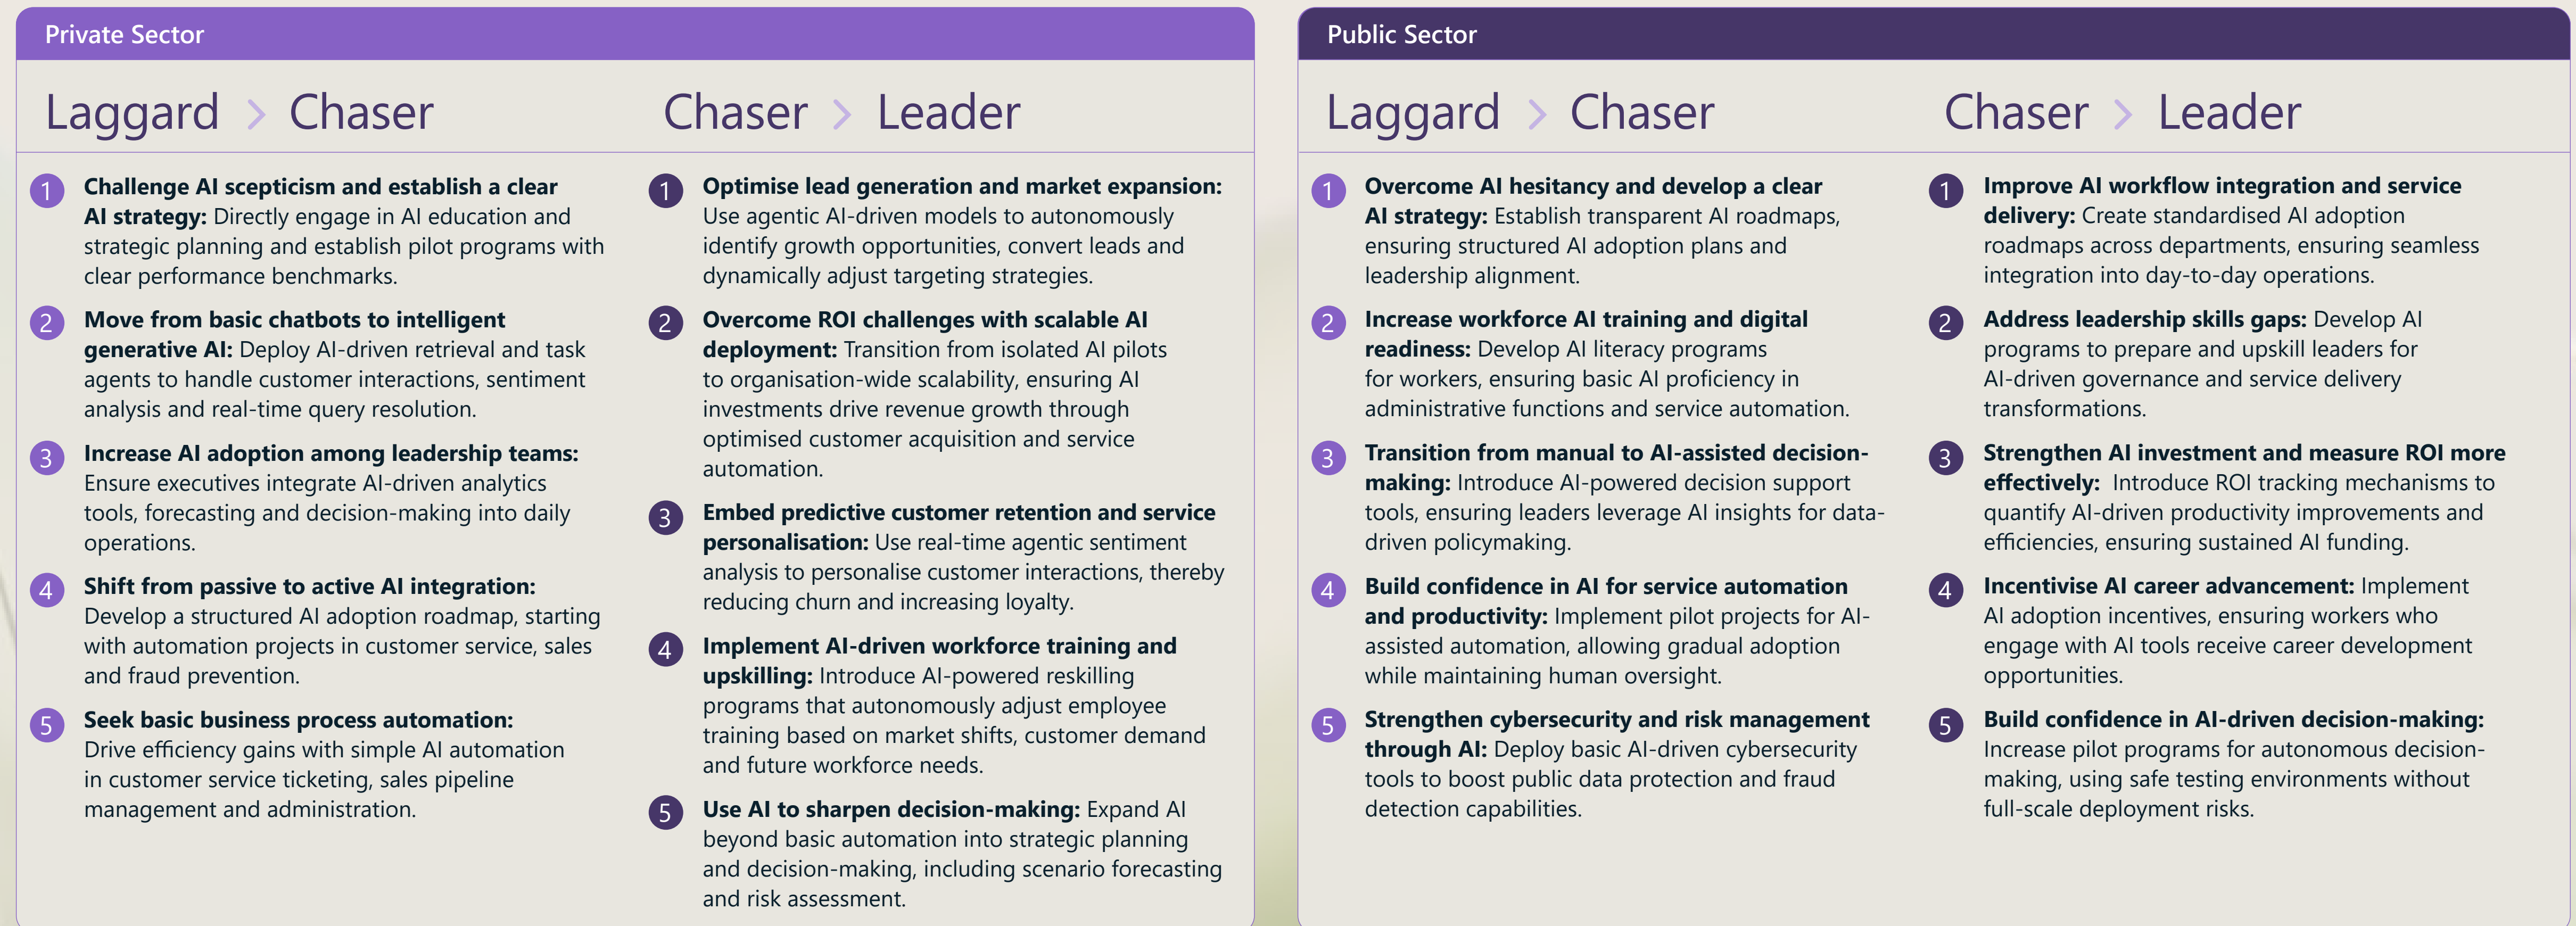 Private Sector
Laggard > Chaser
1 Challenge AI scepticism and establish a clear
AI strategy: Directly engage in AI education and
strategic planning and establish pilot programs with
clear performance benchmarks.
2 Move from basic chatbots to intelligent
generative AI: Deploy AI-driven retrieval and task
agents to handle customer interactions, sentiment
analysis and real-time query resolution.
3 Increase AI adoption among leadership teams:
Ensure executives integrate AI-driven analytics
tools, forecasting and decision-making into daily
operations.
4 Shift from passive to active AI integration:
Develop a structured AI adoption roadmap, starting
with automation projects in customer service, sales
and fraud prevention.
5 Seek basic business process automation:
Drive efficiency gains with simple AI automation
in customer service ticketing, sales pipeline
management and administration.
Chaser > Leader
1 Optimise lead generation and market expansion:
Use agentic AI-driven models to autonomously
identify growth opportunities, convert leads and
dynamically adjust targeting strategies.
2 Overcome ROI challenges with scalable AI
deployment: Transition from isolated AI pilots
to organisation-wide scalability, ensuring AI
investments drive revenue growth through
optimised customer acquisition and service
automation.
3 Embed predictive customer retention and service
personalisation: Use real-time agentic sentiment
analysis to personalise customer interactions, thereby
reducing churn and increasing loyalty.
4 Implement AI-driven workforce training and
upskilling: Introduce AI-powered reskilling
programs that autonomously adjust employee
training based on market shifts, customer demand
and future workforce needs.
5 Use AI to sharpen decision-making: Expand AI
beyond basic automation into strategic planning
and decision-making, including scenario forecasting
and risk assessment.
Public Sector
Laggard > Chaser
1 Overcome AI hesitancy and develop a clear
AI strategy: Establish transparent AI roadmaps,
ensuring structured AI adoption plans and
leadership alignment.
2 Increase workforce AI training and digital
readiness: Develop AI literacy programs
for workers, ensuring basic AI proficiency in
administrative functions and service automation.
3 Transition from manual to AI-assisted decision-
making: Introduce AI-powered decision support
tools, ensuring leaders leverage AI insights for data-
driven policymaking.
4 Build confidence in AI for service automation
and productivity: Implement pilot projects for AI-
assisted automation, allowing gradual adoption
while maintaining human oversight.
5 Strengthen cybersecurity and risk management
through AI: Deploy basic AI-driven cybersecurity
tools to boost public data protection and fraud
detection capabilities.
Chaser > Leader
1 Improve AI workflow integration and service
delivery: Create standardised AI adoption
roadmaps across departments, ensuring seamless
integration into day-to-day operations.
2 Address leadership skills gaps: Develop AI
programs to prepare and upskill leaders for
AI-driven governance and service delivery
transformations.
3 Strengthen AI investment and measure ROI more
effectively: Introduce ROI tracking mechanisms to
quantify AI-driven productivity improvements and
efficiencies, ensuring sustained AI funding.
4 Incentivise AI career advancement: Implement
AI adoption incentives, ensuring workers who
engage with AI tools receive career development
opportunities.
5 Build confidence in AI-driven decision-making:
Increase pilot programs for autonomous decision-
making, using safe testing environments without
full-scale deployment risks.